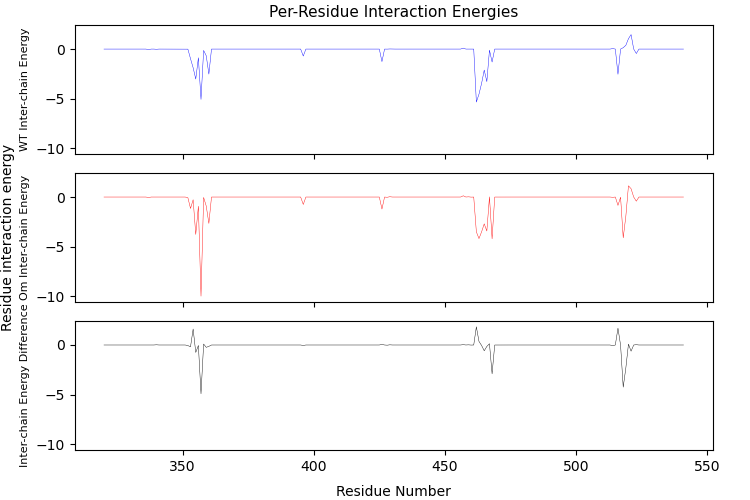 Per-Residue Interaction Energies
Residue interaction energy
WT Inter-chain Energy
0
−5
−10
Om Inter-chain Energy
0
−5
−10
Inter-chain Energy Difference
0
−5
−10
350
400
450
500
550
Residue Number